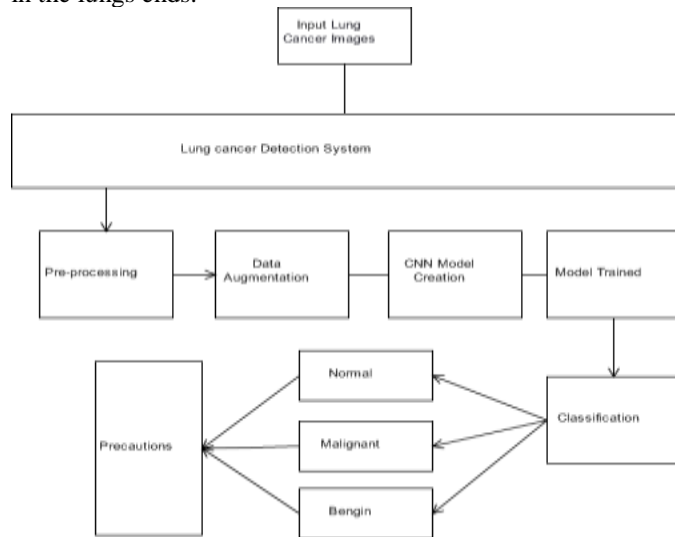 in the lungs ends.
Input Lung
Cancer Images
Lung cancer Detection System
Pre-processing
Data
Augmentation
CNN Model
Creation
Model Trained
Normal
Malignant
Bengin
Classification
Precautions